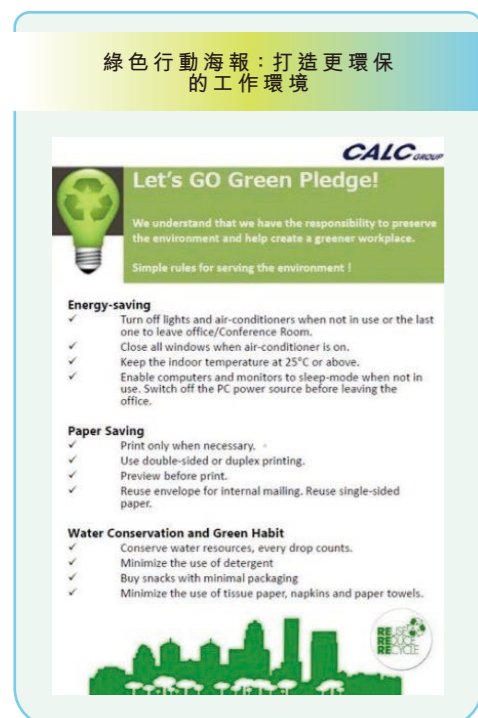 綠色行動海報：打造更環保
的工作環境
CALC GROUP
Let's GO Green Pledge!
We understand that we have the responsibility to preserve
the environment and help create a greener workplace.
Simple rules for serving the environment !
Energy-saving
✓ Turn off lights and air-conditioners when not in use or the last
one to leave office/Conference Room.
✓ Close all windows when air-conditioner is on.
✓ Keep the indoor temperature at 25°C or above.
✓ Enable computers and monitors to sleep-mode when not in
use. Switch off the PC power source before leaving the
office.
Paper Saving
✓ Print only when necessary.
✓ Use double-sided or duplex printing.
✓ Preview before print.
✓ Reuse envelope for internal mailing. Reuse single-sided
paper.
Water Conservation and Green Habit
✓ Conserve water resources, every drop counts.
✓ Minimize the use of detergent
✓ Buy snacks with minimal packaging
✓ Minimize the use of tissue paper, napkins and paper towels.
REUSE
REDUCE
RECYCLE